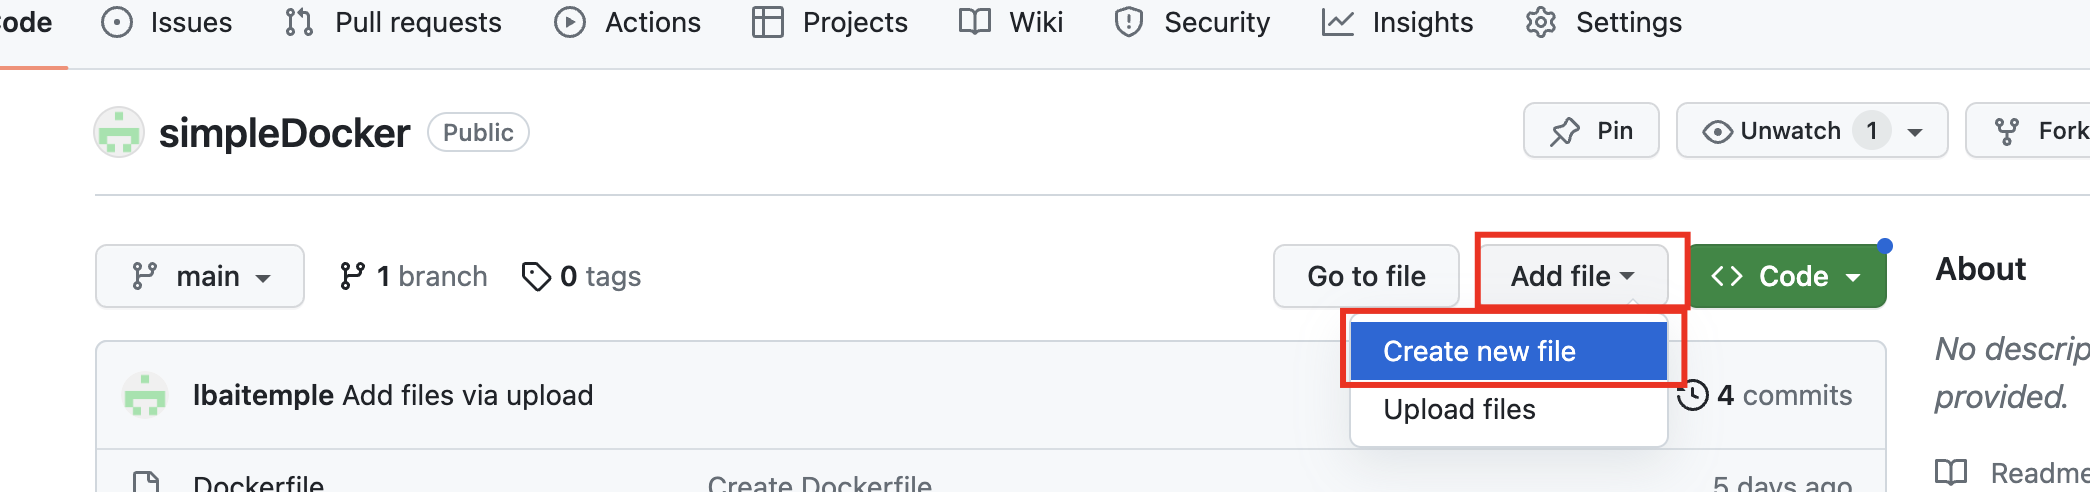 Code Issues Pull requests Actions Projects Wiki Security Insights Settings
simpleDocker Public Pin Unwatch 1 Fork
main 1 branch 0 tags Go to file Add file Code About
Create new file
No descrip
lbaitemple Add files via upload 4 commits
provided.
Upload files
Readme
Dockerfile Create Dockerfile 5 days ago